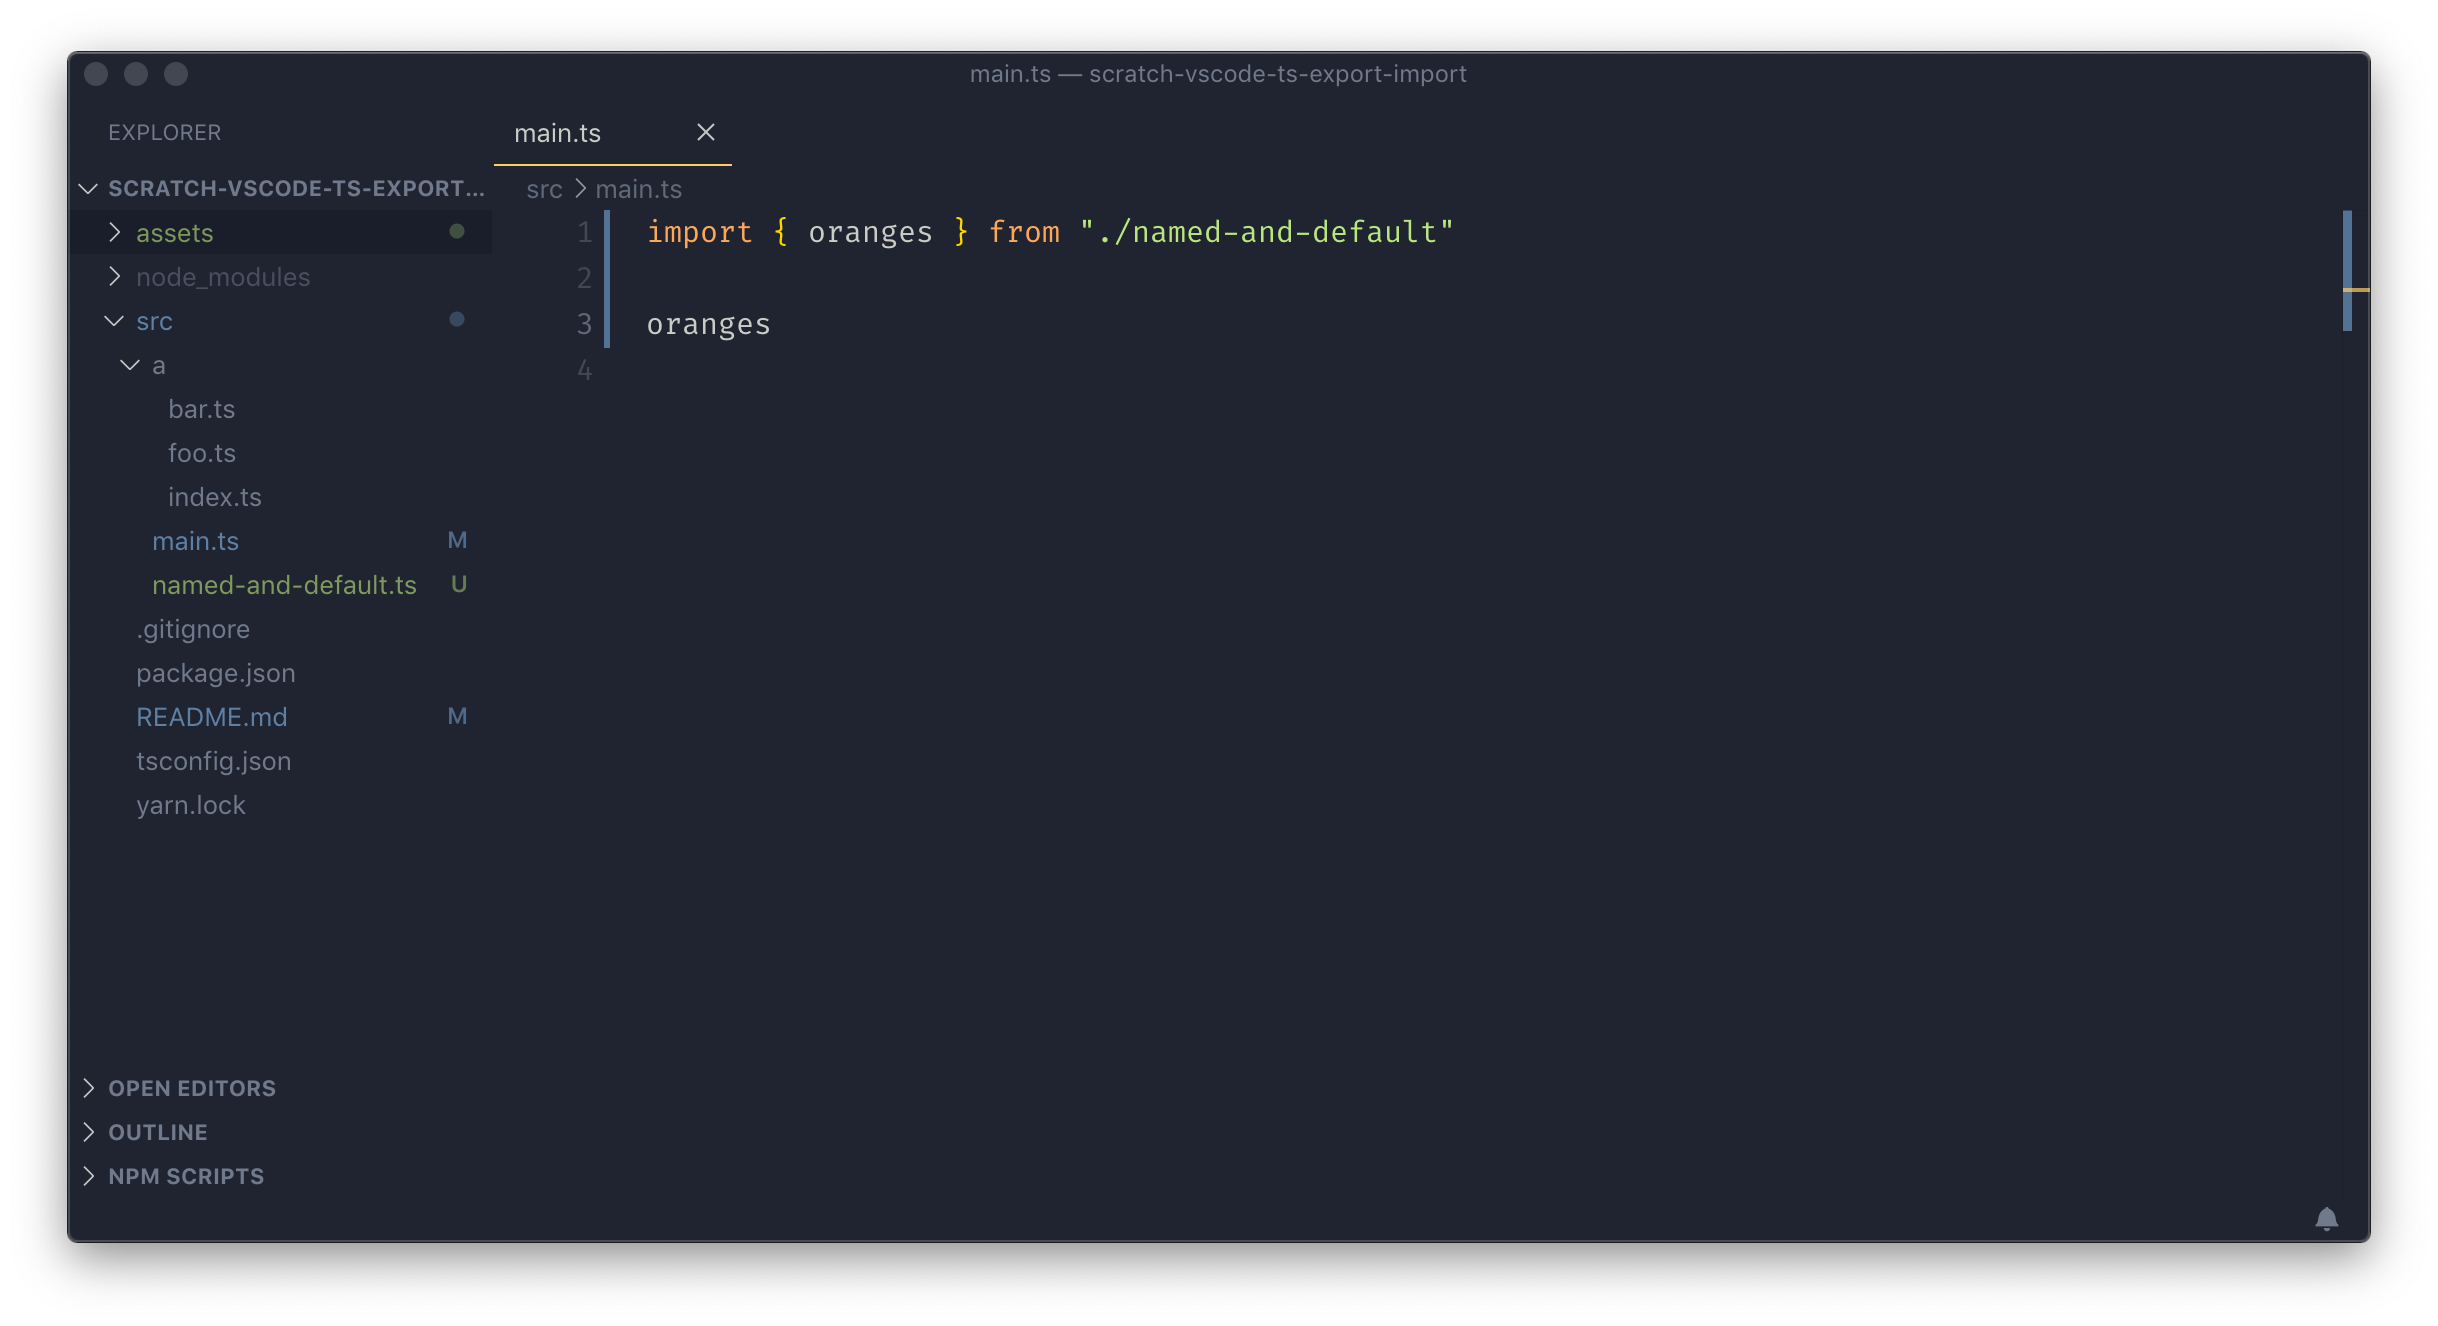 main.ts — scratch-vscode-ts-export-import
EXPLORER
SCRATCH-VSCODE-TS-EXPORT...
assets
node_modules
src
a
bar.ts
foo.ts
index.ts
main.ts M
named-and-default.ts U
.gitignore
package.json
README.md M
tsconfig.json
yarn.lock
OPEN EDITORS
OUTLINE
NPM SCRIPTS
main.ts
src > main.ts
1 import { oranges } from "./named-and-default"
2
3 oranges
4